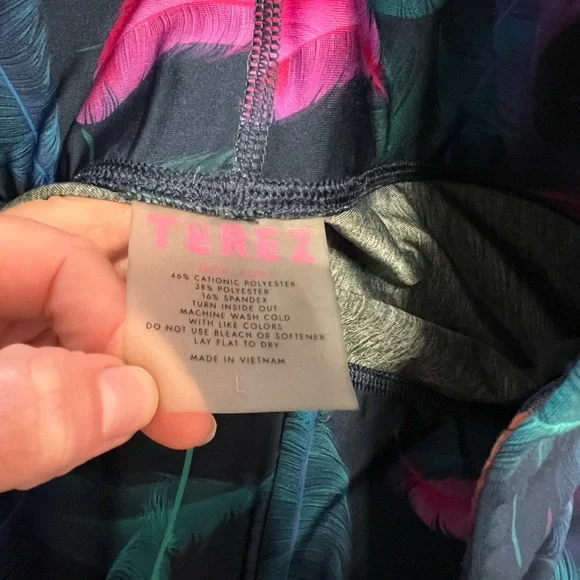 TEREZ
46% CATIONIC POLYESTER
38% POLYESTER
16% SPANDEX
TURN INSIDE OUT
MACHINE WASH COLD
WITH LIKE COLORS
DO NOT USE BLEACH OR SOFTENER
LAY FLAT TO DRY
MADE IN VIETNAM
L